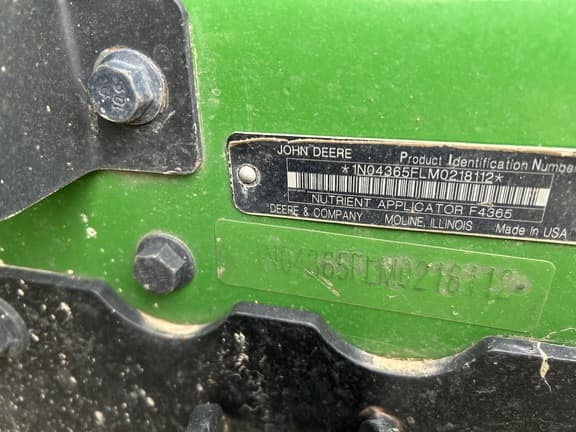 JOHN DEERE Product Identification Number
*1N04365FLM0218112*
NUTRIENT APPLICATOR F4365
DEERE & COMPANY MOLINE, ILLINOIS Made In USA